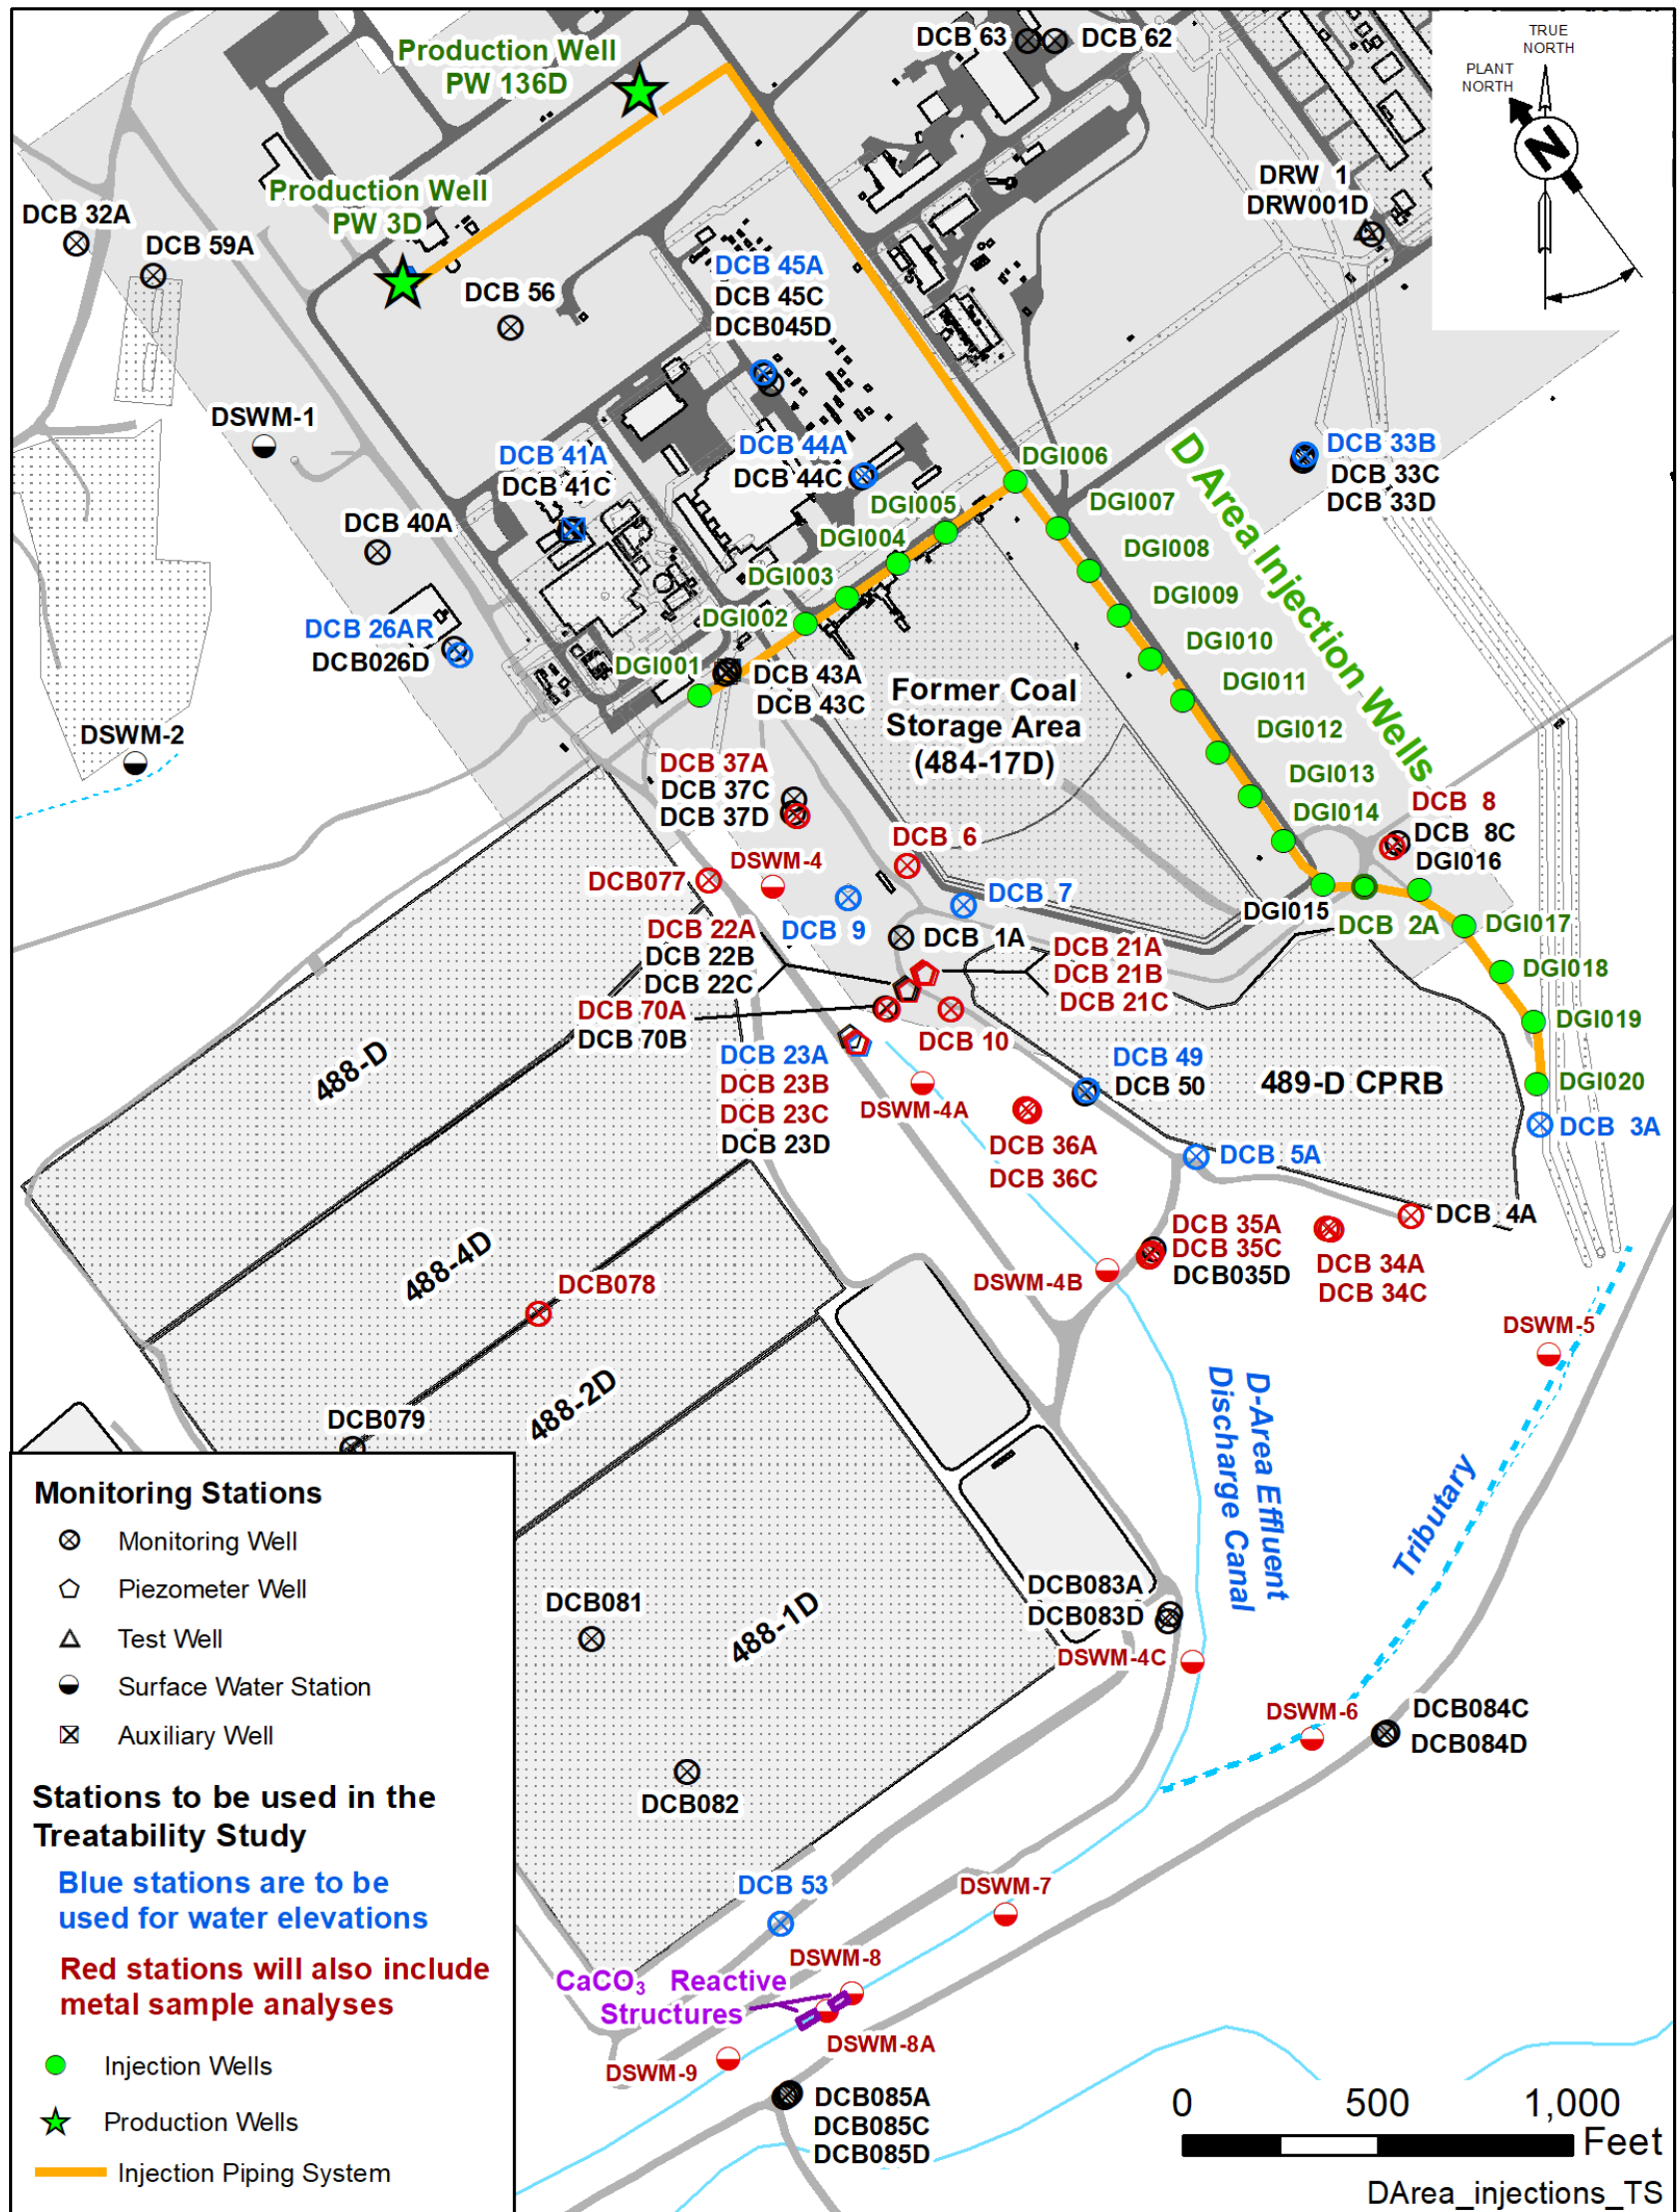 Production Well
PW 136D
DCB 63
DCB 62
TRUE
NORTH
PLANT
NORTH
N
Production Well
PW 3D
DRW 1
DRW001D
DCB 32A
DCB 59A
DCB 56
DCB 45A
DCB 45C
DCB045D
DSWM-1
DCB 41A
DCB 41C
DCB 44A
DCB 44C
DGI006
DCB 33B
DCB 33C
DCB 33D
DCB 40A
DGI005
DGI007
DGI004
DGI008
D Area Injection Wells
DGI003
DGI009
DGI002
DCB 26AR
DCB026D
DGI010
DGI001
DCB 43A
DCB 43C
Former Coal
Storage Area
(484-17D)
DGI011
DSWM-2
DGI012
DCB 37A
DCB 37C
DCB 37D
DGI013
DGI014
DCB 8
DCB 8C
DGI016
DCB 6
DSWM-4
DCB077
DCB 7
DCB 9
DGI015
DCB 2A
DGI017
DCB 22A
DCB 22B
DCB 22C
DCB 1A
DCB 21A
DCB 21B
DCB 21C
DGI018
DCB 70A
DCB 70B
DCB 10
DGI019
488-D
DCB 23A
DCB 23B
DCB 23C
DCB 23D
DSWM-4A
DCB 49
DCB 50
489-D CPRB
DGI020
DCB 3A
DCB 36A
DCB 36C
DCB 5A
DCB 4A
DCB 35A
DCB 35C
DCB035D
488-4D
DSWM-4B
DCB 34A
DCB 34C
DCB078
DSWM-5
488-2D
D-Area Effluent
Discharge Canal
DCB079
Tributary
Monitoring Stations
Monitoring Well
Piezometer Well
Test Well
Surface Water Station
Auxiliary Well
Stations to be used in the
Treatability Study
Blue stations are to be
used for water elevations
Red stations will also include
metal sample analyses
Injection Wells
Production Wells
Injection Piping System
DCB081
488-1D
DCB083A
DCB083D
DSWM-4C
DSWM-6
DCB084C
DCB084D
DCB082
DCB 53
DSWM-7
DSWM-8
CaCO3 Reactive
Structures
DSWM-8A
DSWM-9
DCB085A
DCB085C
DCB085D
0 500 1,000
Feet
DArea_injections_TS